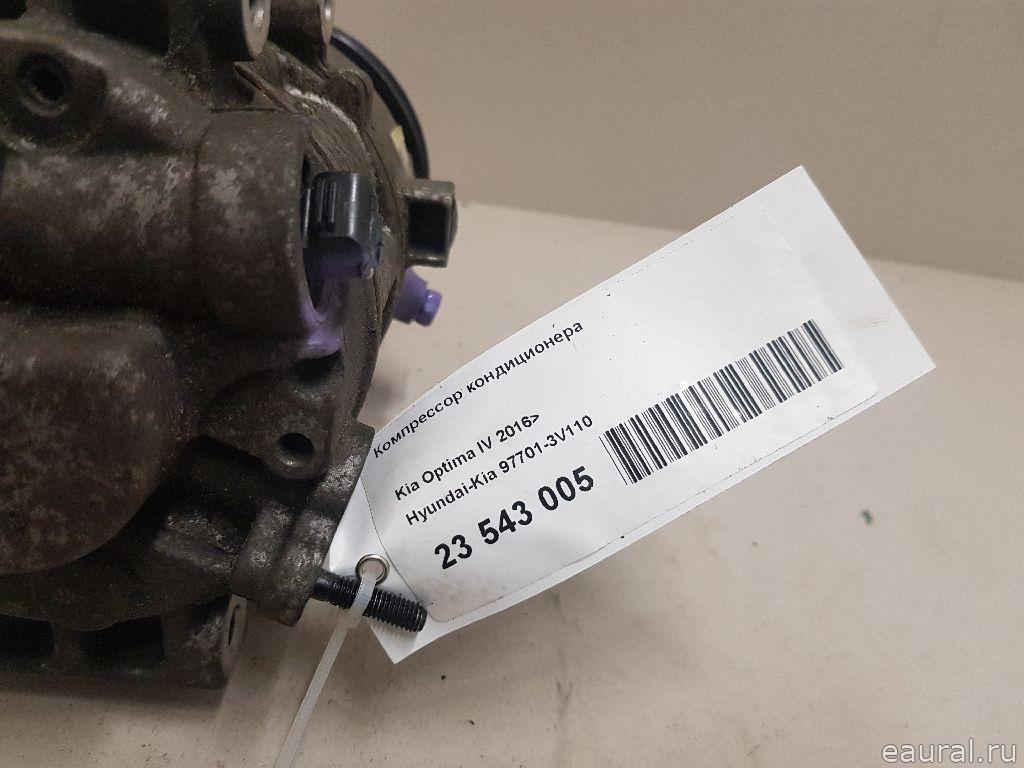 Компрессор кондиционера
Kia Optima IV 2016>
Hyundai-Kia 97701-3V110
23 543 005
eaural.ru